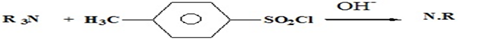 R 3N + H3C SO2Cl OH⁻ N.R